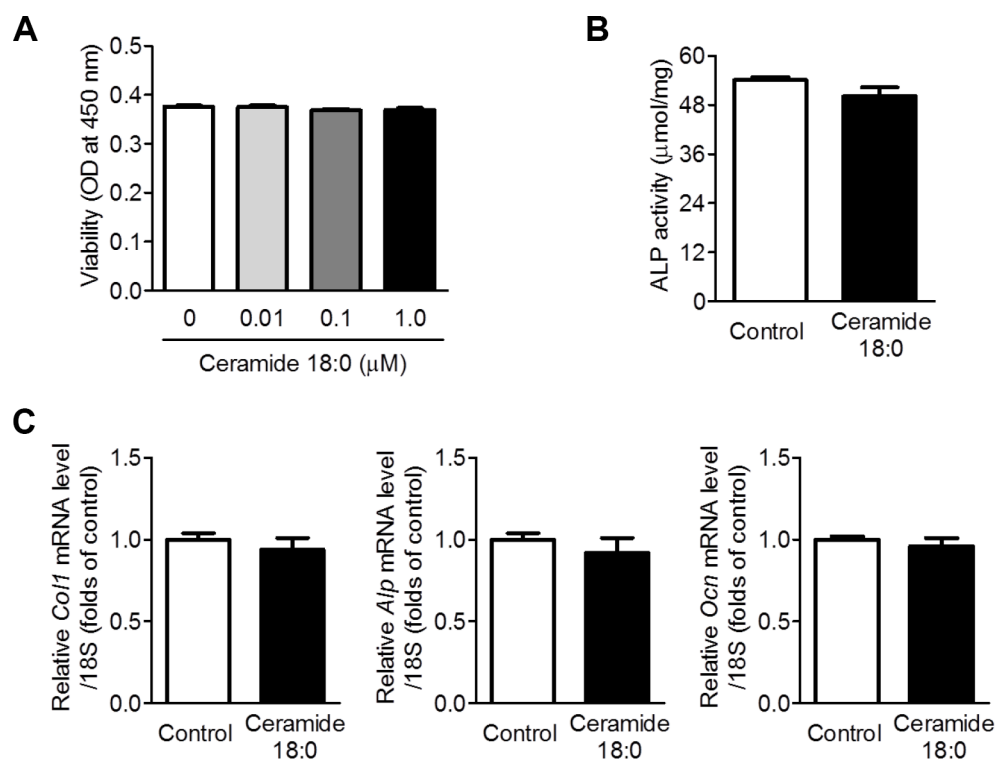 A
Viability (OD at 450 nm)
0.5
0.4
0.3
0.2
0.1
0.0
0 0.01 0.1 1.0
Ceramide 18:0 (μM)
B
ALP activity (μmol/mg)
60
48
36
24
12
0
Control
Ceramide
18:0
C
Relative Col1 mRNA level
/18S (folds of control)
1.5
1.0
0.5
0.0
Control
Ceramide
18:0
Relative Alp mRNA level
/18S (folds of control)
1.5
1.0
0.5
0.0
Control
Ceramide
18:0
Relative Ocn mRNA level
/18S (folds of control)
1.5
1.0
0.5
0.0
Control
Ceramide
18:0